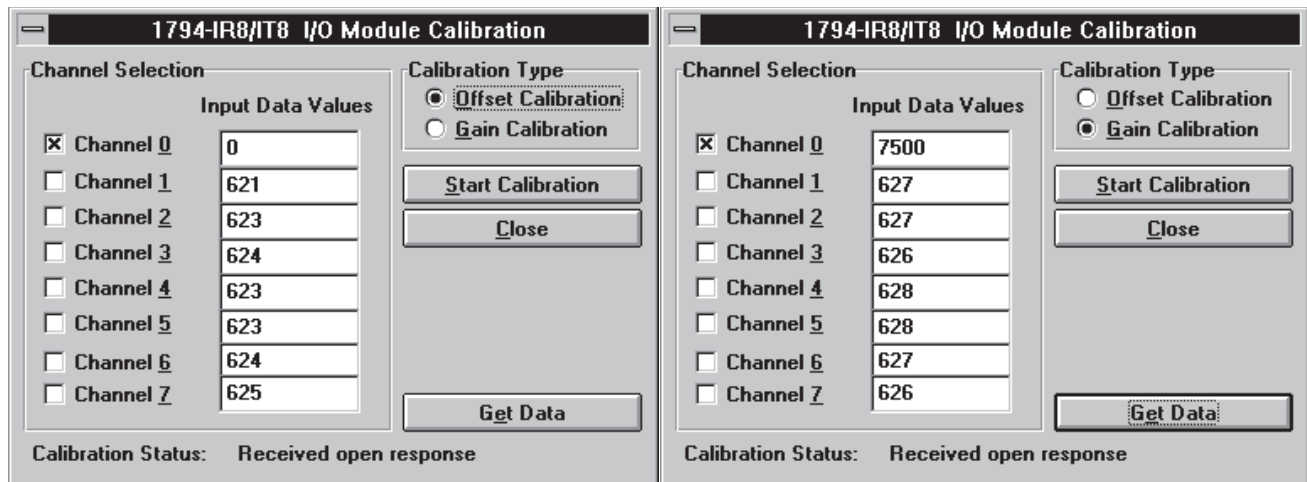 1794-IR8/IT8 I/O Module Calibration
Channel Selection
Input Data Values
Channel 0 0
Channel 1 621
Channel 2 623
Channel 3 624
Channel 4 623
Channel 5 623
Channel 6 624
Channel 7 625
Calibration Type
Offset Calibration
Gain Calibration
Start Calibration
Close
Get Data
Calibration Status: Received open response
1794-IR8/IT8 I/O Module Calibration
Channel Selection
Input Data Values
Channel 0 7500
Channel 1 627
Channel 2 627
Channel 3 626
Channel 4 628
Channel 5 628
Channel 6 627
Channel 7 626
Calibration Type
Offset Calibration
Gain Calibration
Start Calibration
Close
Get Data
Calibration Status: Received open response